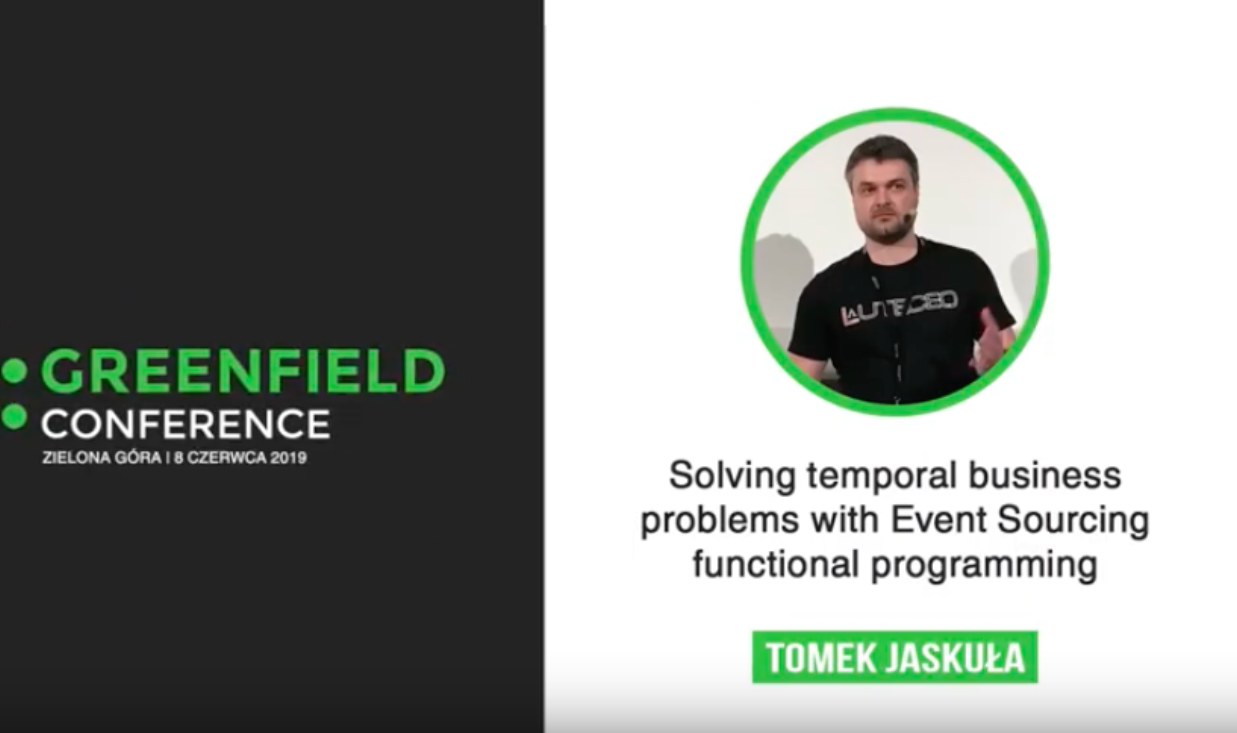 GREENFIELD
CONFERENCE
ZIELONA GÓRA | 8 CZERWCA 2019
Solving temporal business
problems with Event Sourcing
functional programming
TOMEK JASKUŁA